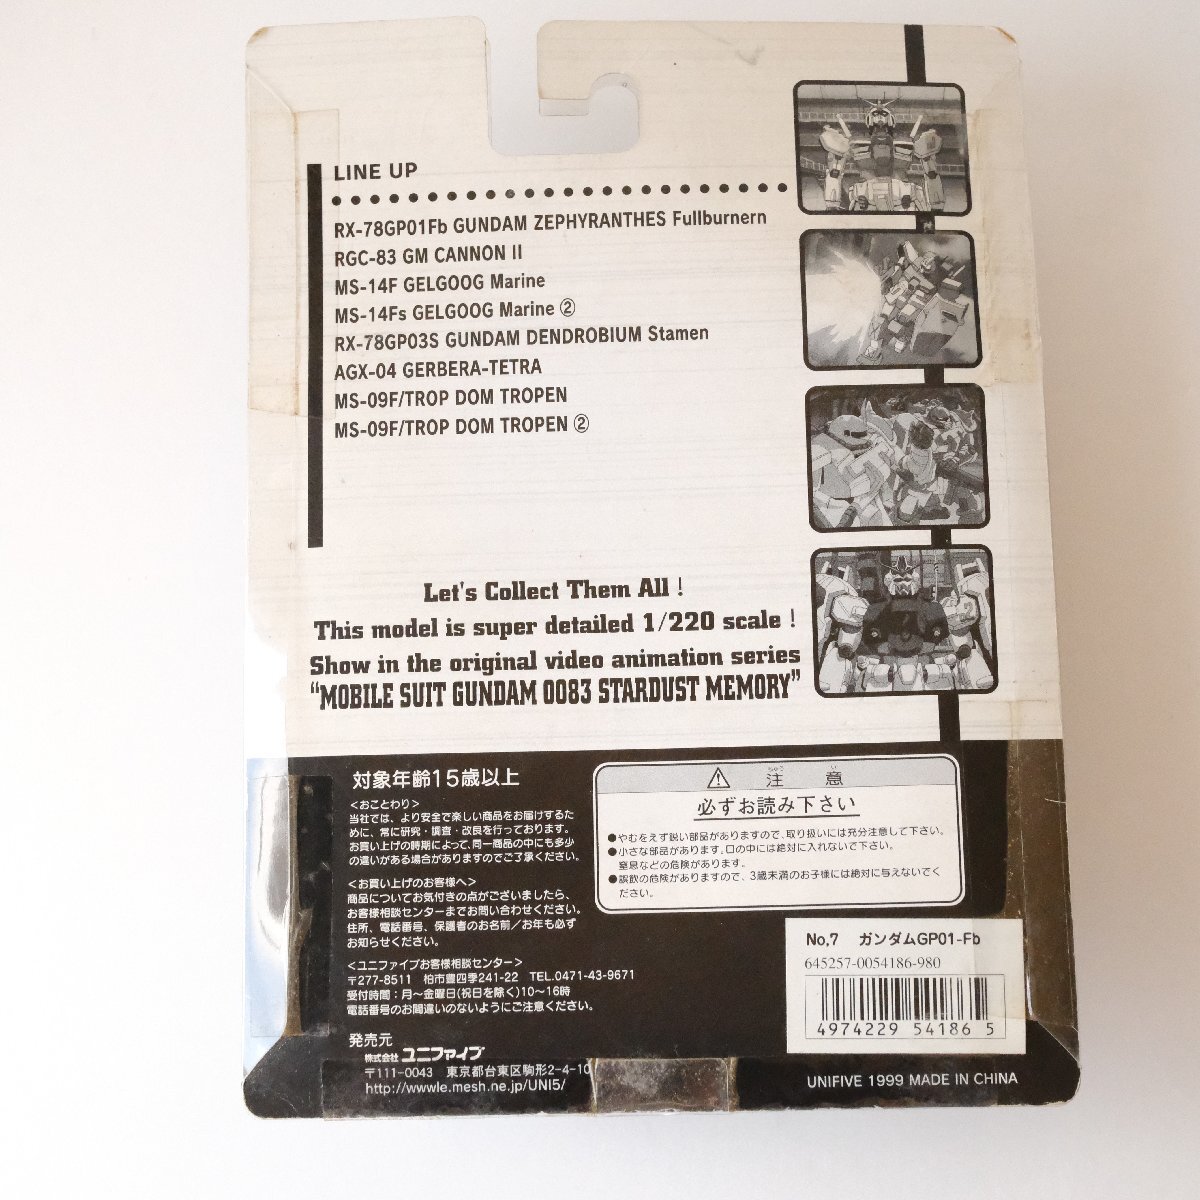 LINE UP
RX-78GP01Fb GUNDAM ZEPHYRANTHES Fullburnern
RGC-83 GM CANNON II
MS-14F GELGOOG Marine
MS-14Fs GELGOOG Marine ②
RX-78GP03S GUNDAM DENDROBIUM Stamen
AGX-04 GERBERA-TETRA
MS-09F/TROP DOM TROPEN
MS-09F/TROP DOM TROPEN ②
Let's Collect Them All !
This model is super detailed 1/220 scale !
Show in the original video animation series
“MOBILE SUIT GUNDAM 0083 STARDUST MEMORY”
対象年齢15歳以上
<おことわり>
当社では、より安全で楽しい商品をお届けするた
めに、常に研究・調査・改良を行っております。
お買い上げの時期によって、同一商品の中にも多少
の違いがある場合がありますのでご了承ください。
<お買い上げのお客様へ>
商品についてお気付きの点がございましたら、
お客様相談センターまでお問い合わせください。
住所、電話番号、保護者のお名前/お年も必ず
お知らせください。
<ユニファイブお客様相談センター>
〒277-8511 柏市豊四季241-22 TEL.0471-43-9671
受付時間:月~金曜日(祝日を除く)10~16時
電話番号のお間違いのないようにご注意ください。
発売元
株式会社 ユニファイブ
〒111-0043 東京都台東区駒形2-4-10
http://wwwle.mesh.ne.jp/UNI5/
⚠ 注意
ちゅう い
必ずお読み下さい
●やむをえず鋭い部品がありますので、取り扱いには充分注意して下さい。
●小さな部品があります。口の中には絶対に入れないで下さい。
窒息などの危険があります。
●誤飲の危険がありますので、3歳未満のお子様には絶対に与えないでく
ださい。
No,7 ガンダムGP01-Fb
645257-0054186-980
4974229 54186 5
UNIFIVE 1999 MADE IN CHINA